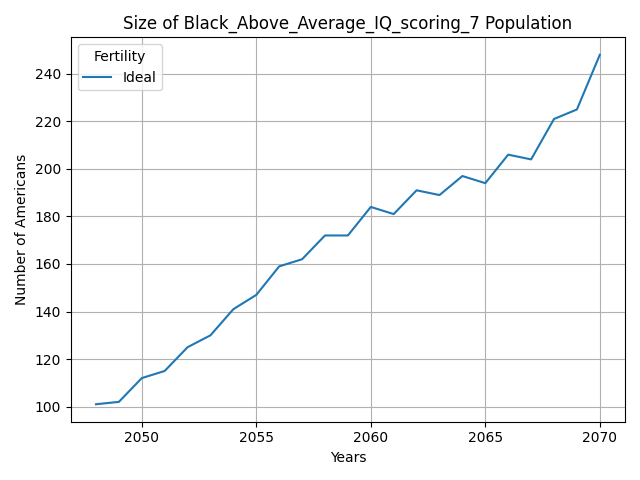 Size of Black_Above_Average_IQ_scoring_7 Population
Fertility
Ideal
Number of Americans
240
220
200
180
160
140
120
100
2050 2055 2060 2065 2070
Years